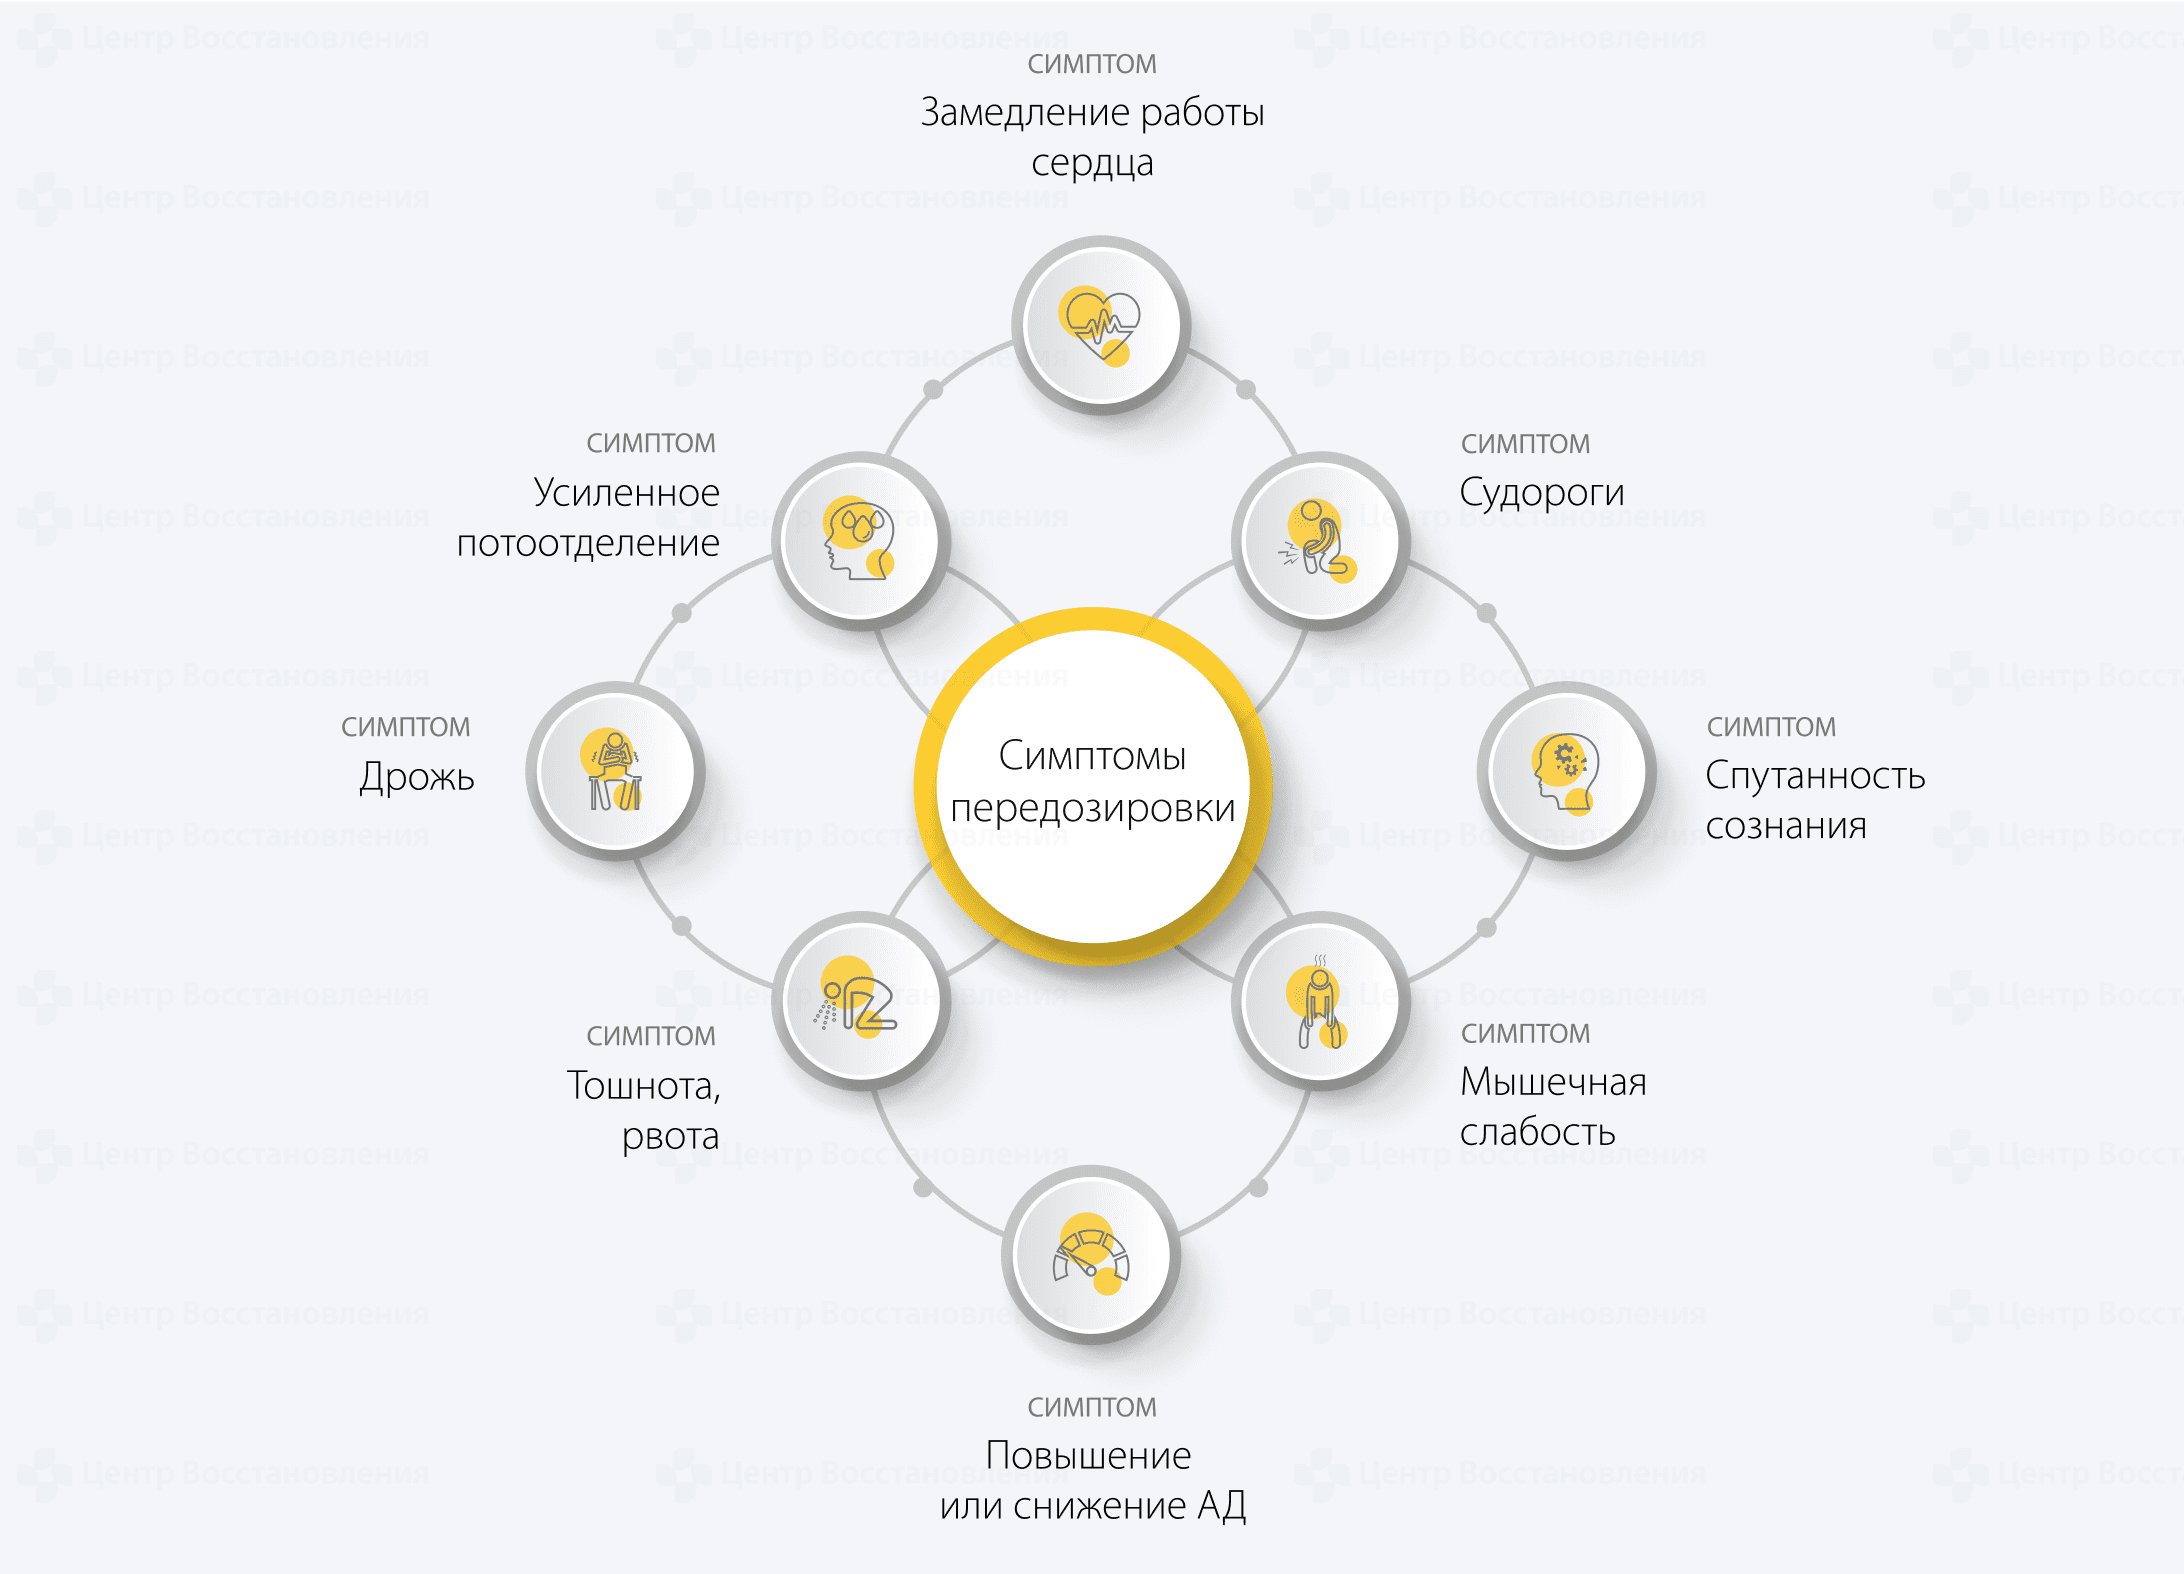 СИМПТОМ
Замедление работы
сердца
СИМПТОМ
Усиленное
потоотделение
СИМПТОМ
Судороги
СИМПТОМ
Дрожь
Симптомы
передозировки
СИМПТОМ
Спутанность
сознания
СИМПТОМ
Тошнота,
рвота
СИМПТОМ
Мышечная
слабость
СИМПТОМ
Повышение
или снижение АД
Центр Восстановления